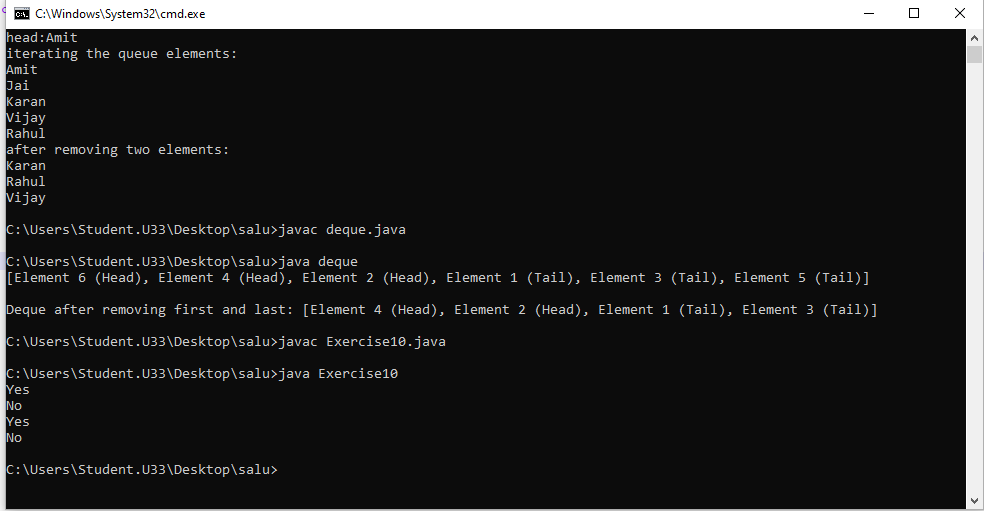 C:\Windows\System32\cmd.exe
head:Amit
iterating the queue elements:
Amit
Jai
Karan
Vijay
Rahul
after removing two elements:
Karan
Rahul
Vijay
C:\Users\Student.U33\Desktop\salu>javac deque.java
C:\Users\Student.U33\Desktop\salu>java deque
[Element 6 (Head), Element 4 (Head), Element 2 (Head), Element 1 (Tail), Element 3 (Tail), Element 5 (Tail)]
Deque after removing first and last: [Element 4 (Head), Element 2 (Head), Element 1 (Tail), Element 3 (Tail)]
C:\Users\Student.U33\Desktop\salu>javac Exercise10.java
C:\Users\Student.U33\Desktop\salu>java Exercise10
Yes
No
Yes
No
C:\Users\Student.U33\Desktop\salu>